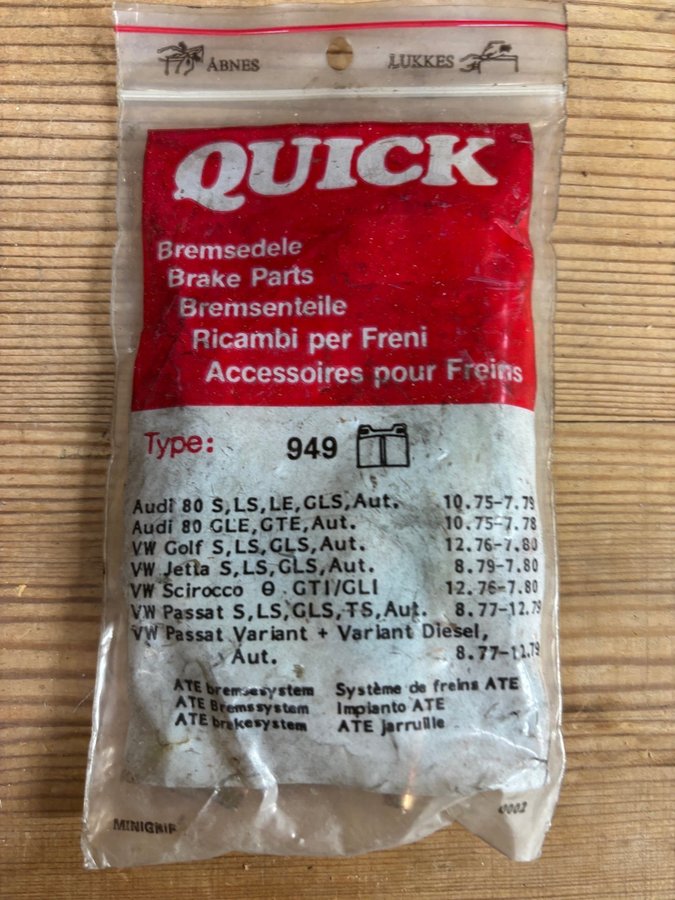 ÅBNES LUKKES
QUICK
Bremsedele
Brake Parts
Bremsenteile
Ricambi per Freni
Accessoires pour Freins
Type: 949
Audi 80 S,LS,LE,GLS,Aut. 10.75-7.79
Audi 80 GLE,GTE,Aut. 10.75-7.78
VW Golf S,LS,GLS,Aut. 12.76-7.80
VW Jetta S,LS,GLS,Aut. 8.79-7.80
VW Scirocco Θ GTI/GLI 12.76-7.80
VW Passat S,LS,GLS,TS,Aut. 8.77-12.79
VW Passat Variant + Variant Diesel,
Aut. 8.77-12.79
ATE bremsesystem Système de freins ATE
ATE Bremssystem Impianto ATE
ATE brakesystem ATE jarruille
MINIGRIP 0002